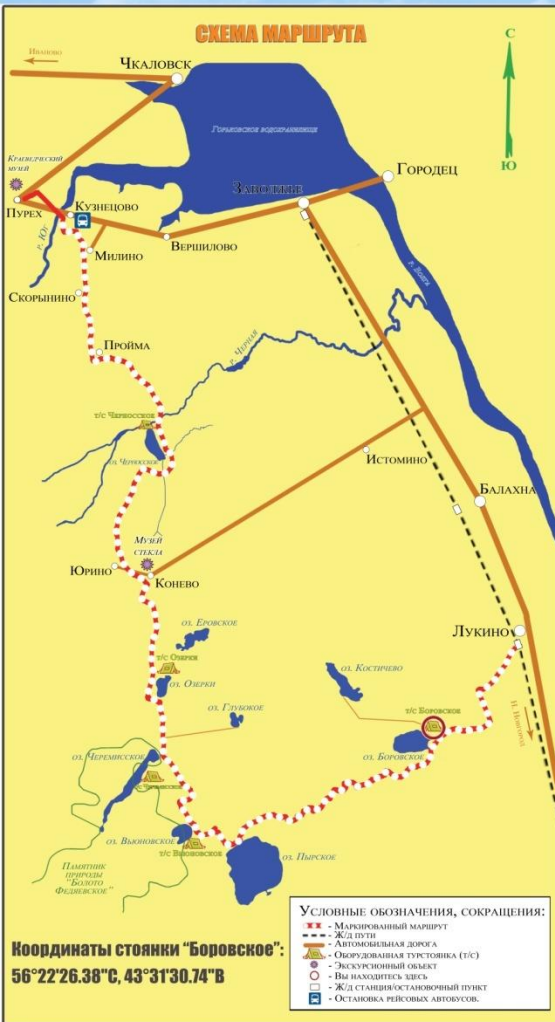 СХЕМА МАРШРУТА
С
Ю
Иваново
Чкаловск
Горьковское водохранилище
Краеведческий
музей
Городец
Заволжье
Пурех
Кузнецово
р. Юг
Вершилово
Милино
р. Волга
Скорынино
р. Черная
Пройма
т/с Черносское
оз. Черносское
Истомино
Балахна
Музей
стекла
Юрино
Конево
Лукино
оз. Еровское
т/с Озерки
оз. Озерки
оз. Костичево
оз. Глубокое
т/с Боровское
Н. Новгород
оз. Боровское
оз. Черемисское
т/с Черемисское
оз. Вьюновское
т/с Вьюновское
оз. Пырское
Памятник
природы
"Болото
Федяевское"
Условные обозначения, сокращения:
- Маркированный маршрут
- Ж/д пути
- Автомобильная дорога
- Оборудованная турстоянка (т/с)
- Экскурсионный объект
- Вы находитесь здесь
- Ж/д станция/остановочный пункт
- Остановка рейсовых автобусов.
Координаты стоянки “Боровское”:
56°22'26.38"С, 43°31'30.74"В